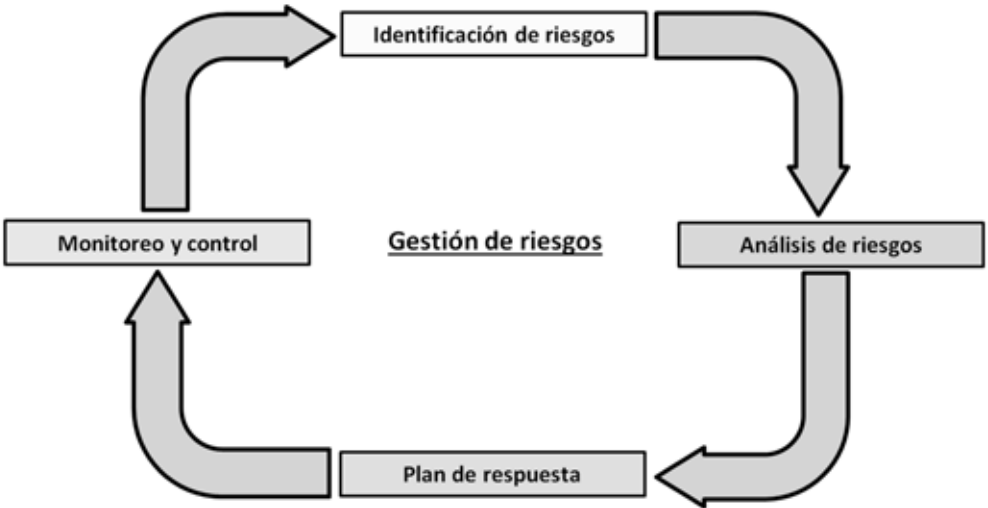 Identificación de riesgos
Monitoreo y control
Gestión de riesgos
Análisis de riesgos
Plan de respuesta